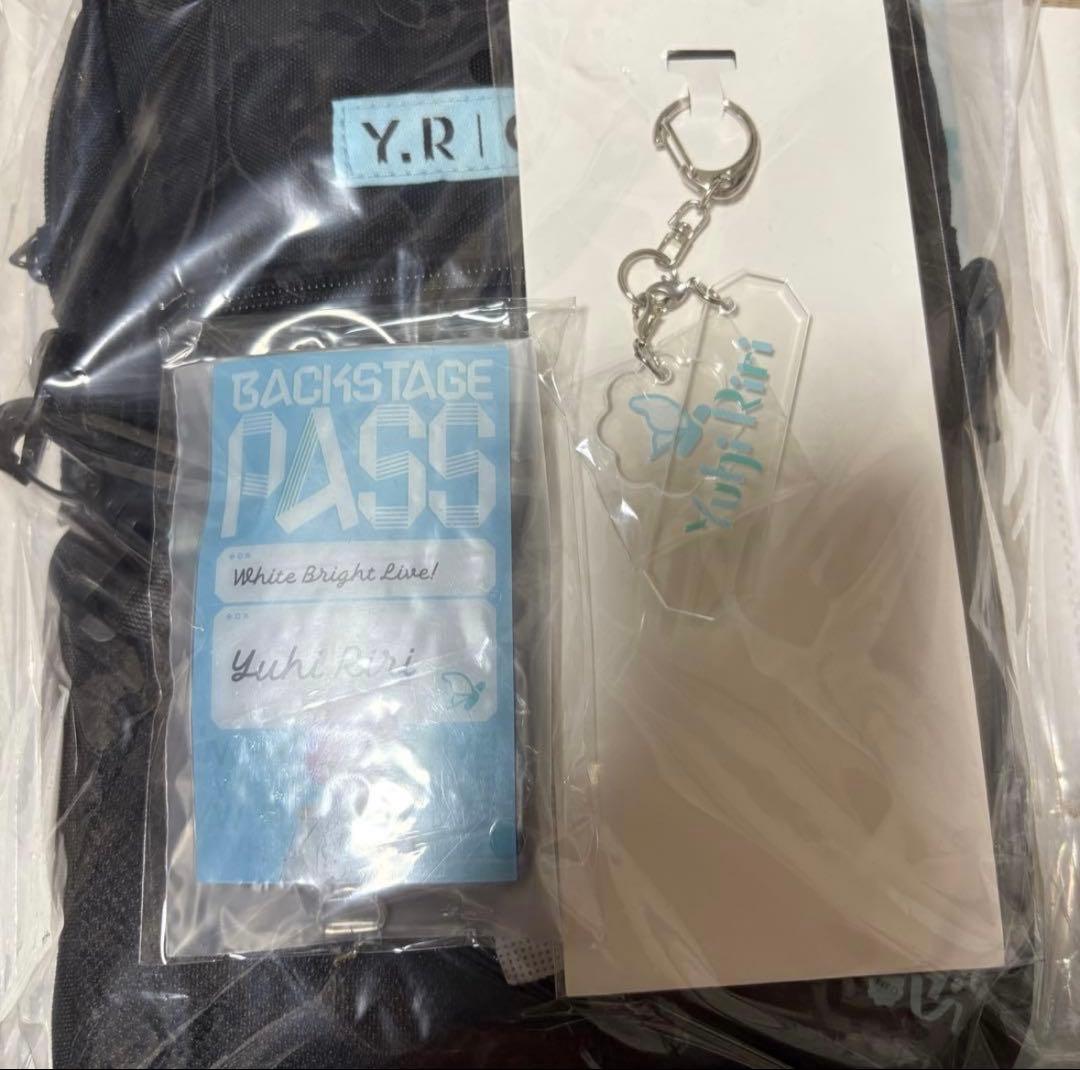 Y.R |
BACKSTAGE
PASS
White Bright Live!
Yuhi Riri
Yuhi Riri